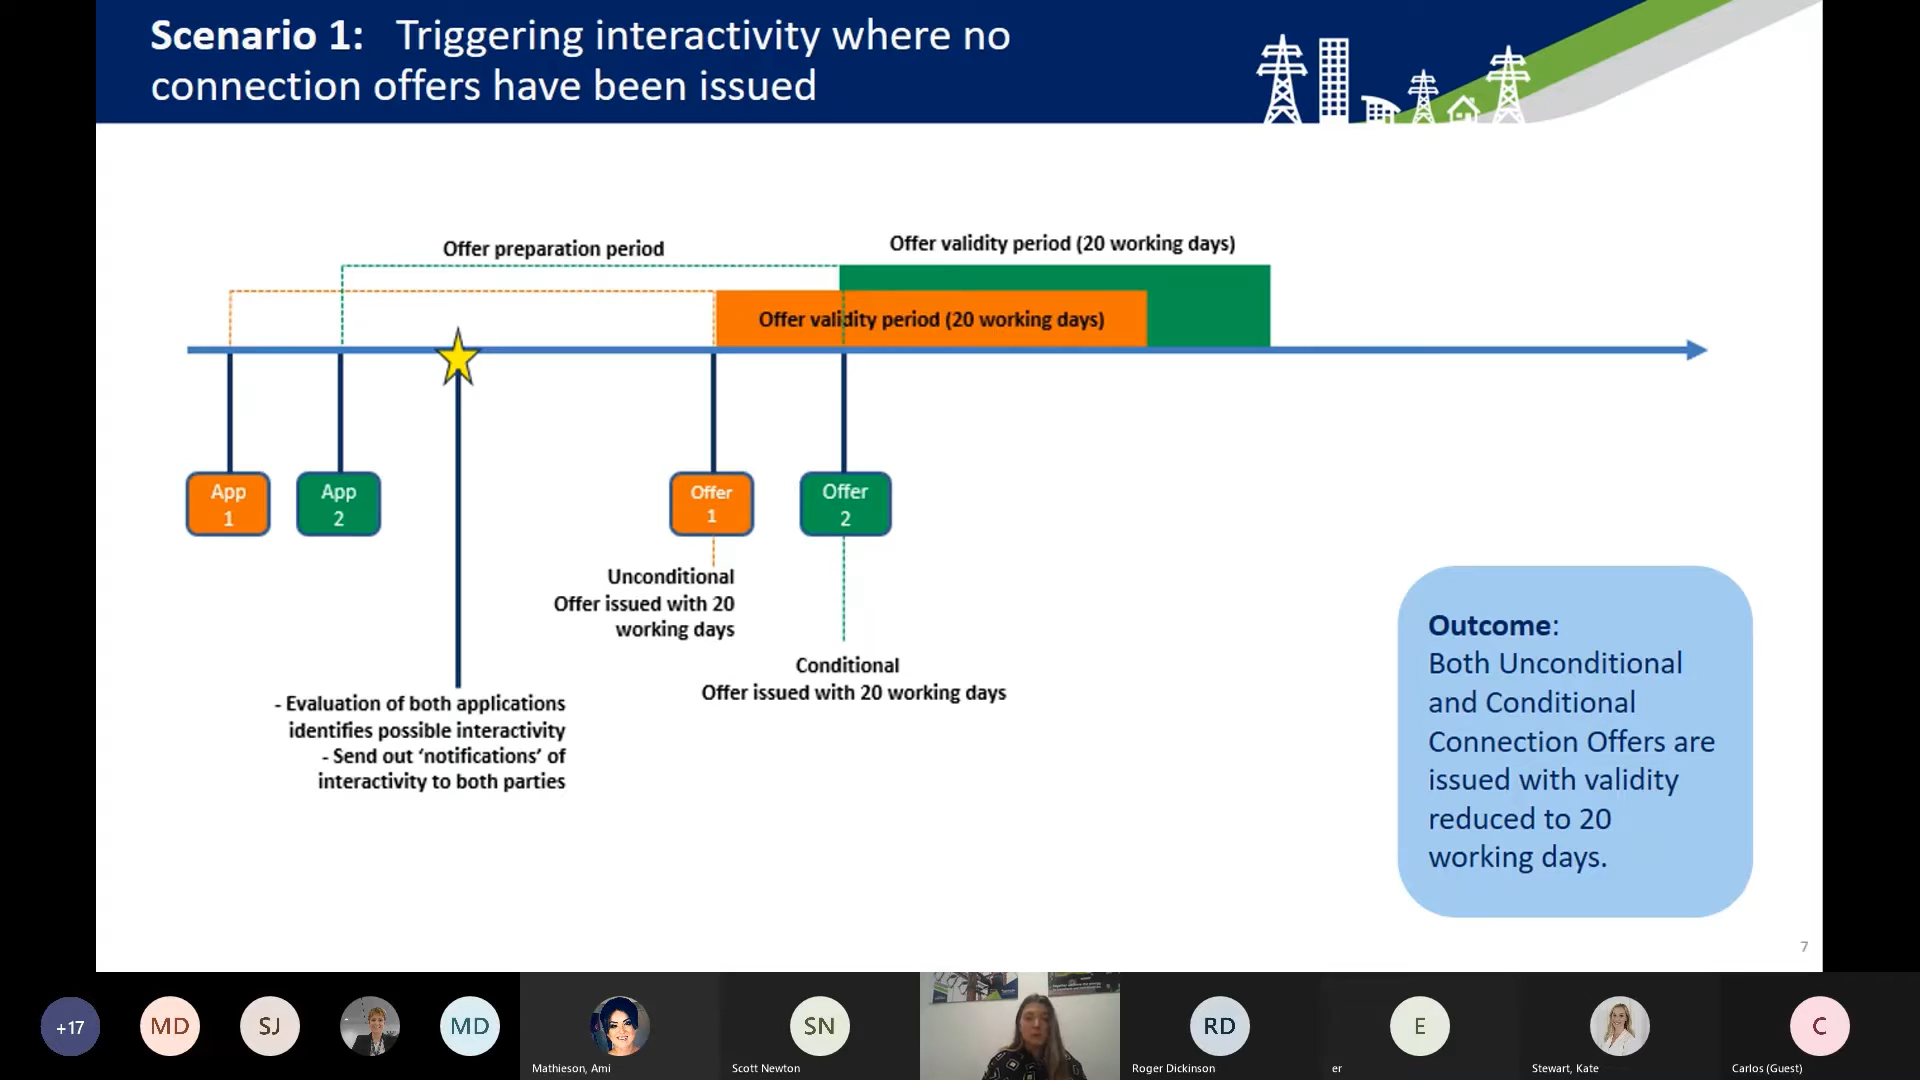 Scenario 1: Triggering interactivity where no
connection offers have been issued
Offer preparation period
Offer validity period (20 working days)
Offer validity period (20 working days)
App
1
App
2
Offer
1
Offer
2
Unconditional
Offer issued with 20
working days
Conditional
Offer issued with 20 working days
- Evaluation of both applications
identifies possible interactivity
- Send out ‘notifications’ of
interactivity to both parties
Outcome:
Both Unconditional
and Conditional
Connection Offers are
issued with validity
reduced to 20
working days.
7
+17
MD
SJ
MD
Mathieson, Ami
SN
Scott Newton
RD
Roger Dickinson
E
er
Stewart, Kate
C
Carlos (Guest)